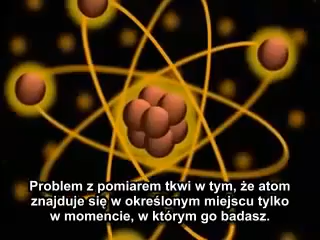 Problem z pomiarem tkwi w tym, że atom
znajduje się w określonym miejscu tylko
w momencie, w którym go badasz.